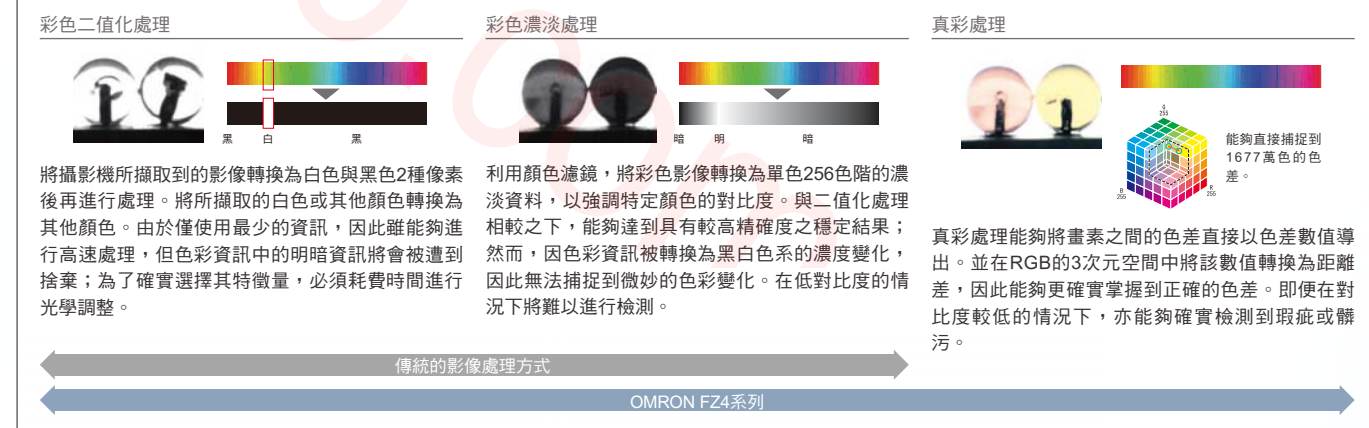 彩色二值化處理
黑 白 黑
將攝影機所擷取到的影像轉換為白色與黑色2種像素
後再進行處理。將所擷取的白色或其他顏色轉換為
其他顏色。由於僅使用最少的資訊，因此雖能夠進
行高速處理，但色彩資訊中的明暗資訊將會被遭到
捨棄；為了確實選擇其特徵量，必須耗費時間進行
光學調整。
彩色濃淡處理
暗 明 暗
利用顏色濾鏡，將彩色影像轉換為單色256色階的濃
淡資料，以強調特定顏色的對比度。與二值化處理
相較之下，能夠達到具有較高精確度之穩定結果；
然而，因色彩資訊被轉換為黑白色系的濃度變化，
因此無法捕捉到微妙的色彩變化。在低對比度的情
況下將難以進行檢測。
真彩處理
G
255
B
255
R
255
能夠直接捕捉到
1677萬色的色
差。
真彩處理能夠將畫素之間的色差直接以色差數值導
出。並在RGB的3次元空間中將該數值轉換為距離
差，因此能夠更確實掌握到正確的色差。即便在對
比度較低的情況下，亦能夠確實檢測到瑕疵或髒
污。
傳統的影像處理方式
OMRON FZ4系列